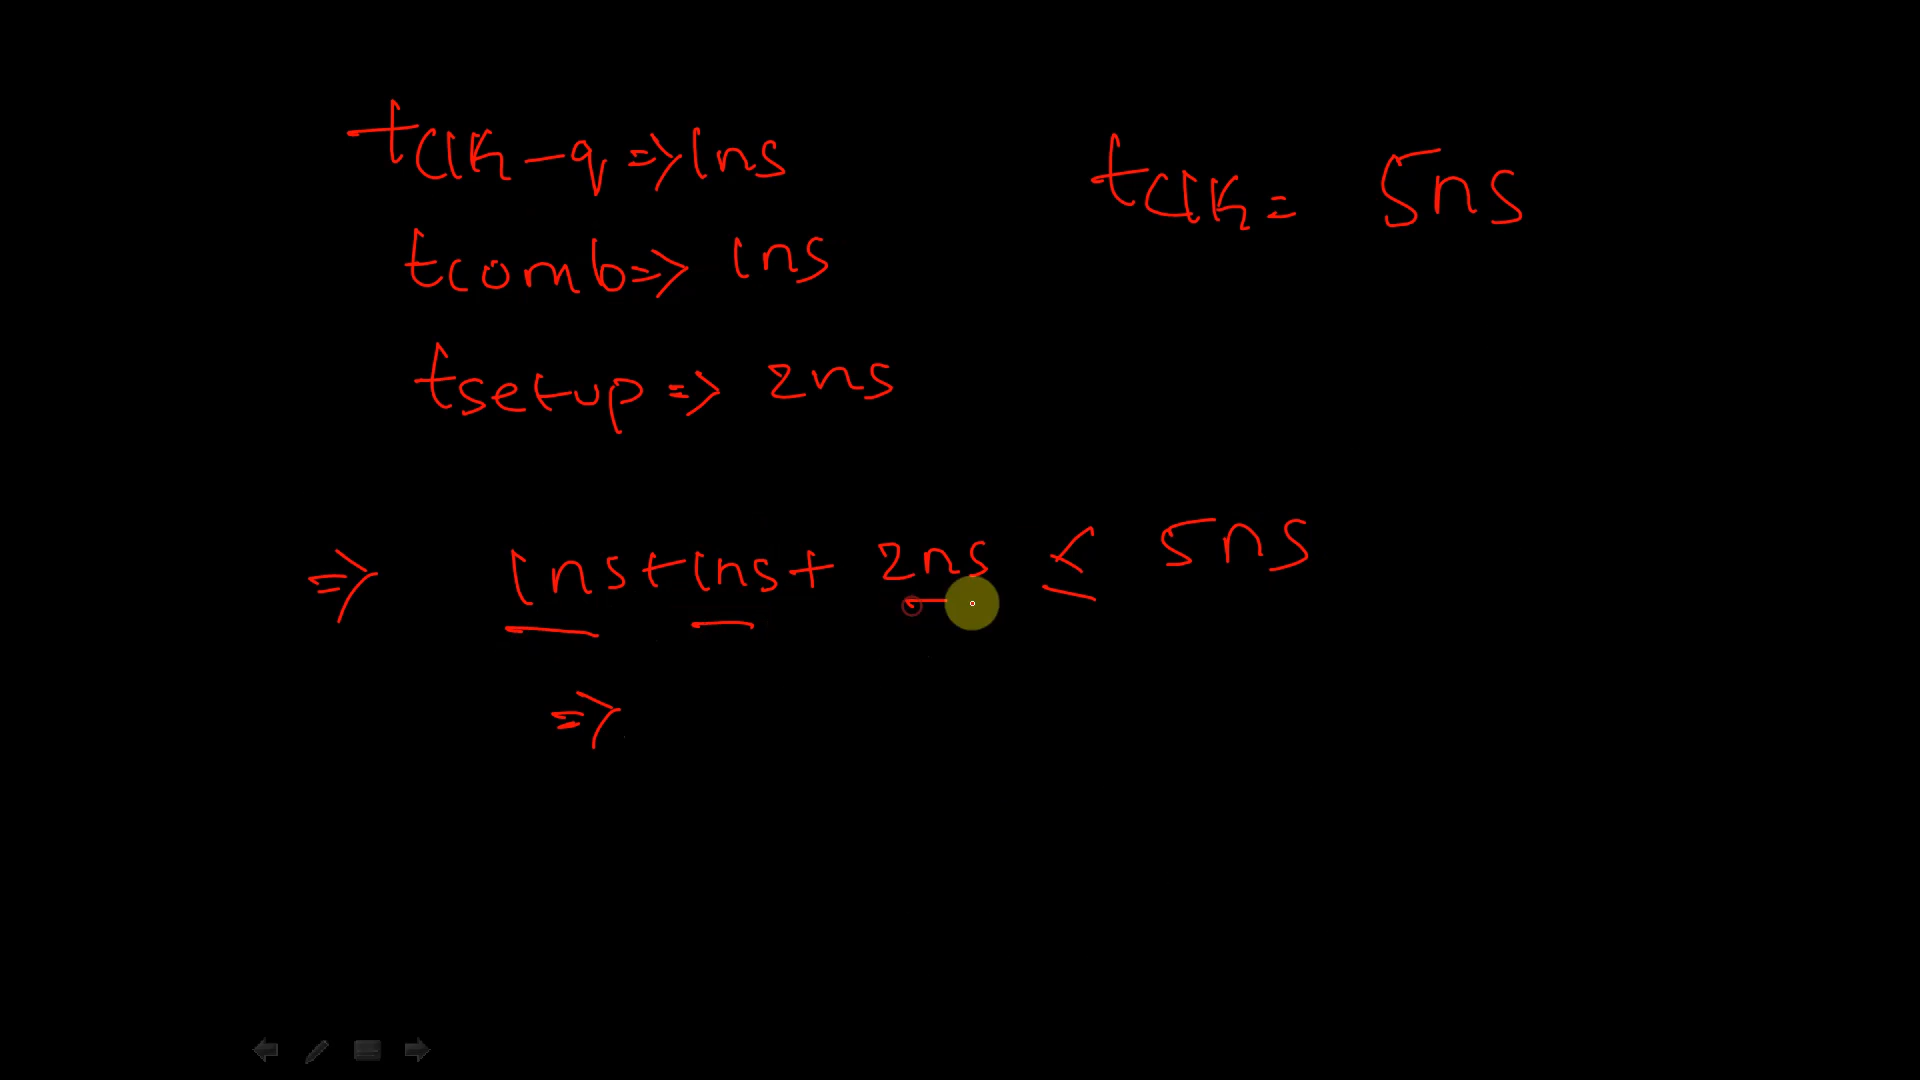 tclk-q => 1ns
tclk = 5ns
tcomb => 1ns
tsetup => 2ns
=> 1ns + 1ns + 2ns ≤ 5ns
=>